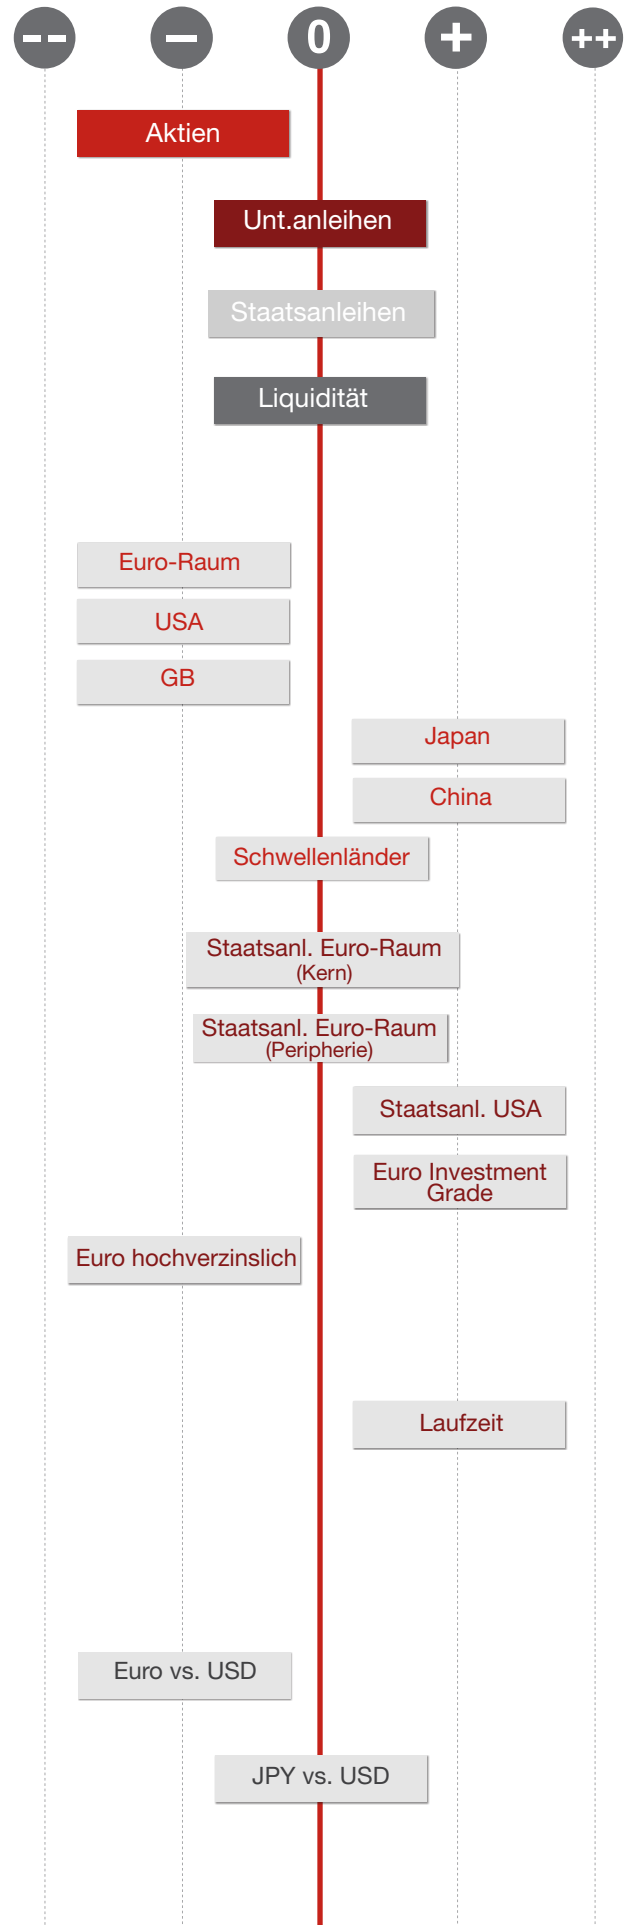 -- - 0 + ++
Aktien
Unt.anleihen
Staatsanleihen
Liquidität
Euro-Raum
USA
GB
Japan
China
Schwellenländer
Staatsanl. Euro-Raum
(Kern)
Staatsanl. Euro-Raum
(Peripherie)
Staatsanl. USA
Euro Investment
Grade
Euro hochverzinslich
Laufzeit
Euro vs. USD
JPY vs. USD